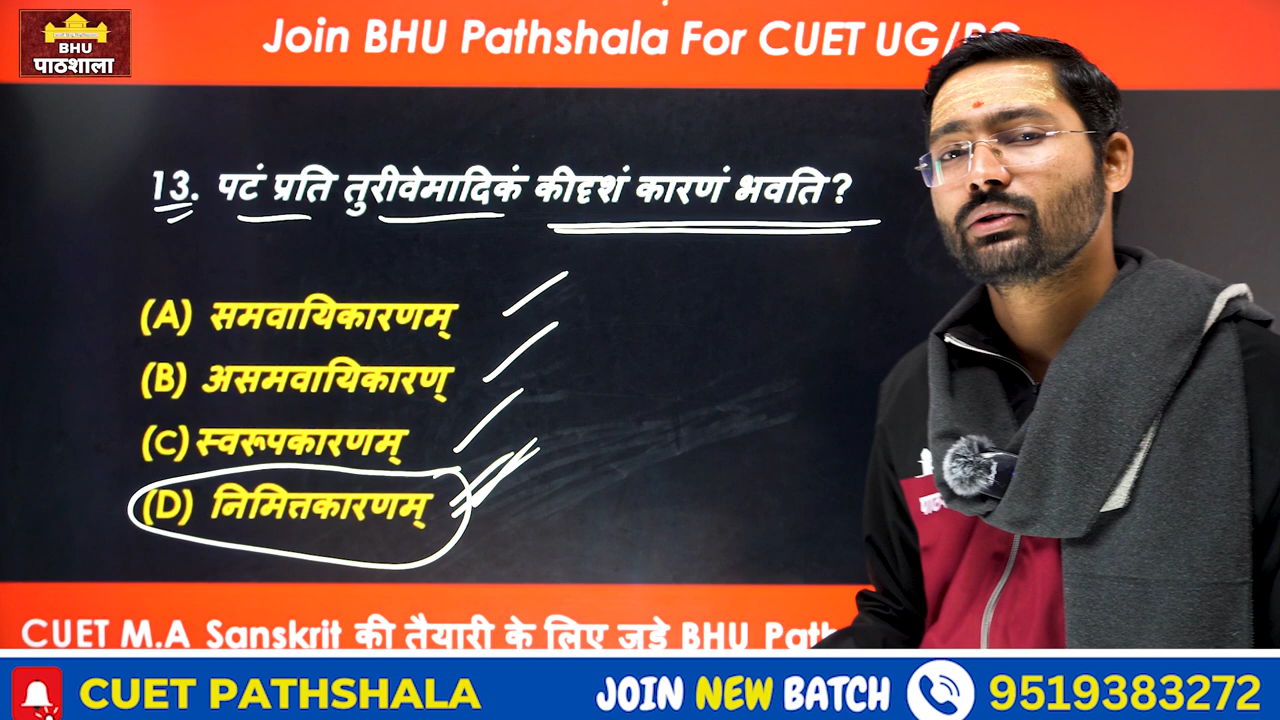 BHU
पाठशाला
Join BHU Pathshala For CUET UG/PG
13. पटं प्रति तुरीवेमादिकं कीदृशं कारणं भवति?
(A) समवायिकारणम्
(B) असमवायिकारण्
(C) स्वरूपकारणम्
(D) निमित्तकारणम्
CUET M.A Sanskrit की तैयारी के लिए जुड़े BHU Path
CUET PATHSHALA
JOIN NEW BATCH
9519383272